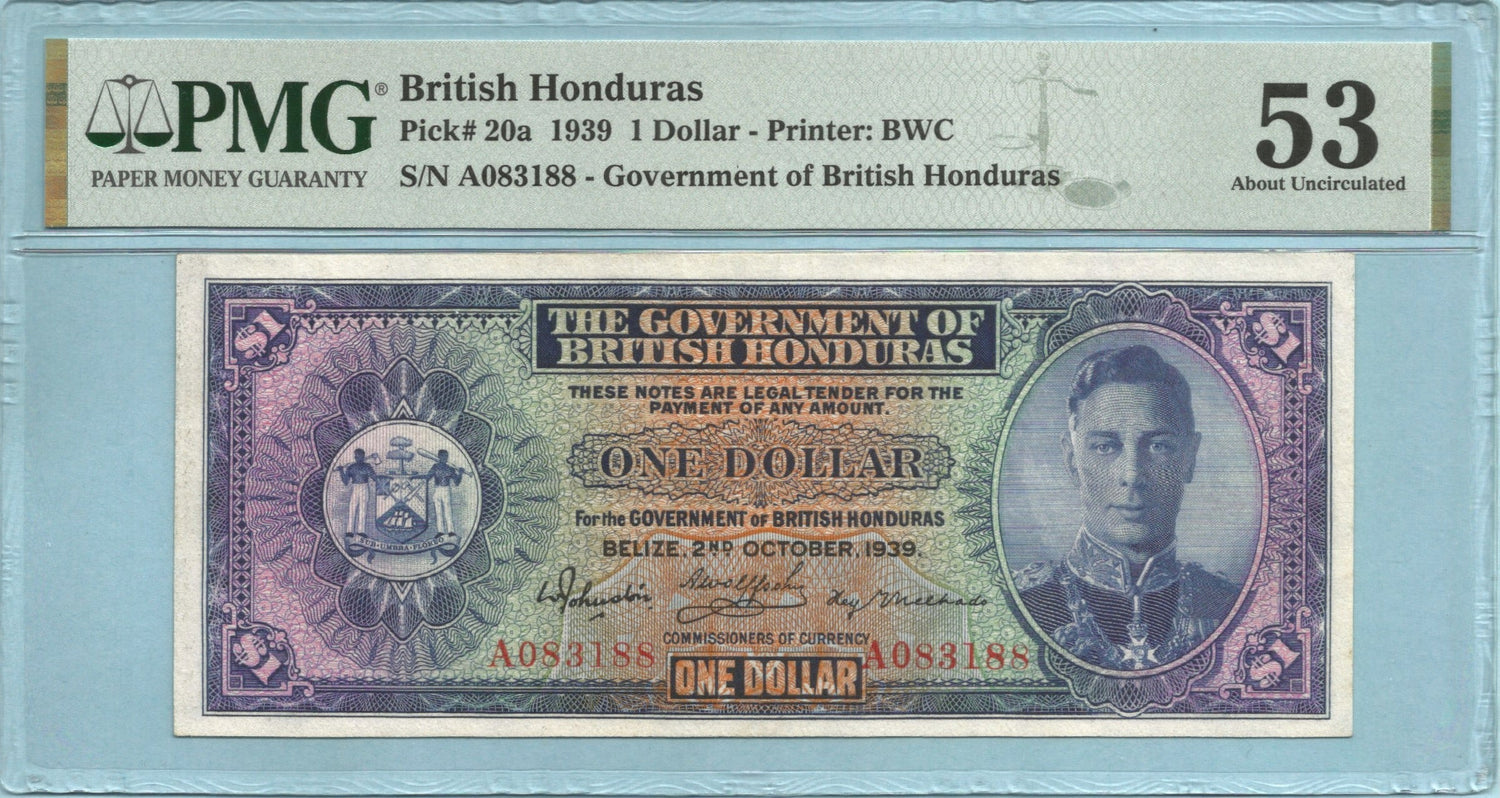 PMG®
PAPER MONEY GUARANTY
British Honduras
Pick# 20a 1939 1 Dollar - Printer: BWC
S/N A083188 - Government of British Honduras
53
About Uncirculated
$1
$1
THE GOVERNMENT OF
BRITISH HONDURAS
THESE NOTES ARE LEGAL TENDER FOR THE
PAYMENT OF ANY AMOUNT.
ONE DOLLAR
For the GOVERNMENT of BRITISH HONDURAS
BELIZE, 2ND OCTOBER, 1939.
SUB·UMBRA·FLOREO
COMMISSIONERS OF CURRENCY
A083188
A083188
ONE DOLLAR
$1
$1